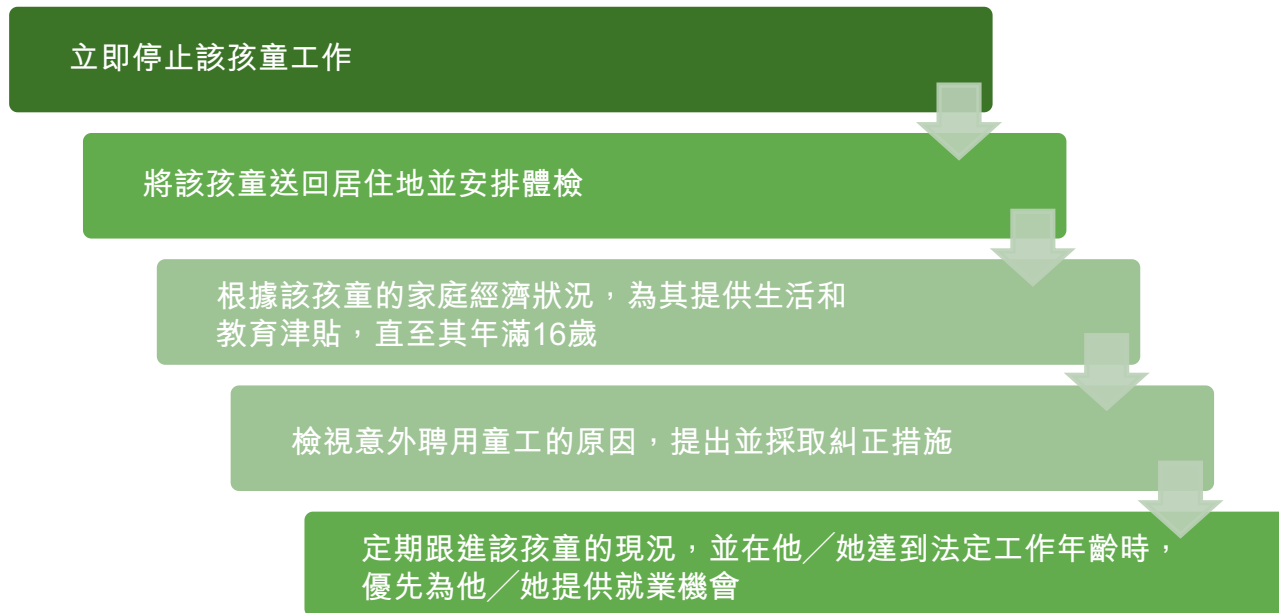 立即停止該孩童工作
將該孩童送回居住地並安排體檢
根據該孩童的家庭經濟狀況，為其提供生活和
教育津貼，直至其年滿16歲
檢視意外聘用童工的原因，提出並採取糾正措施
定期跟進該孩童的現況，並在他╱她達到法定工作年齡時，
優先為他╱她提供就業機會